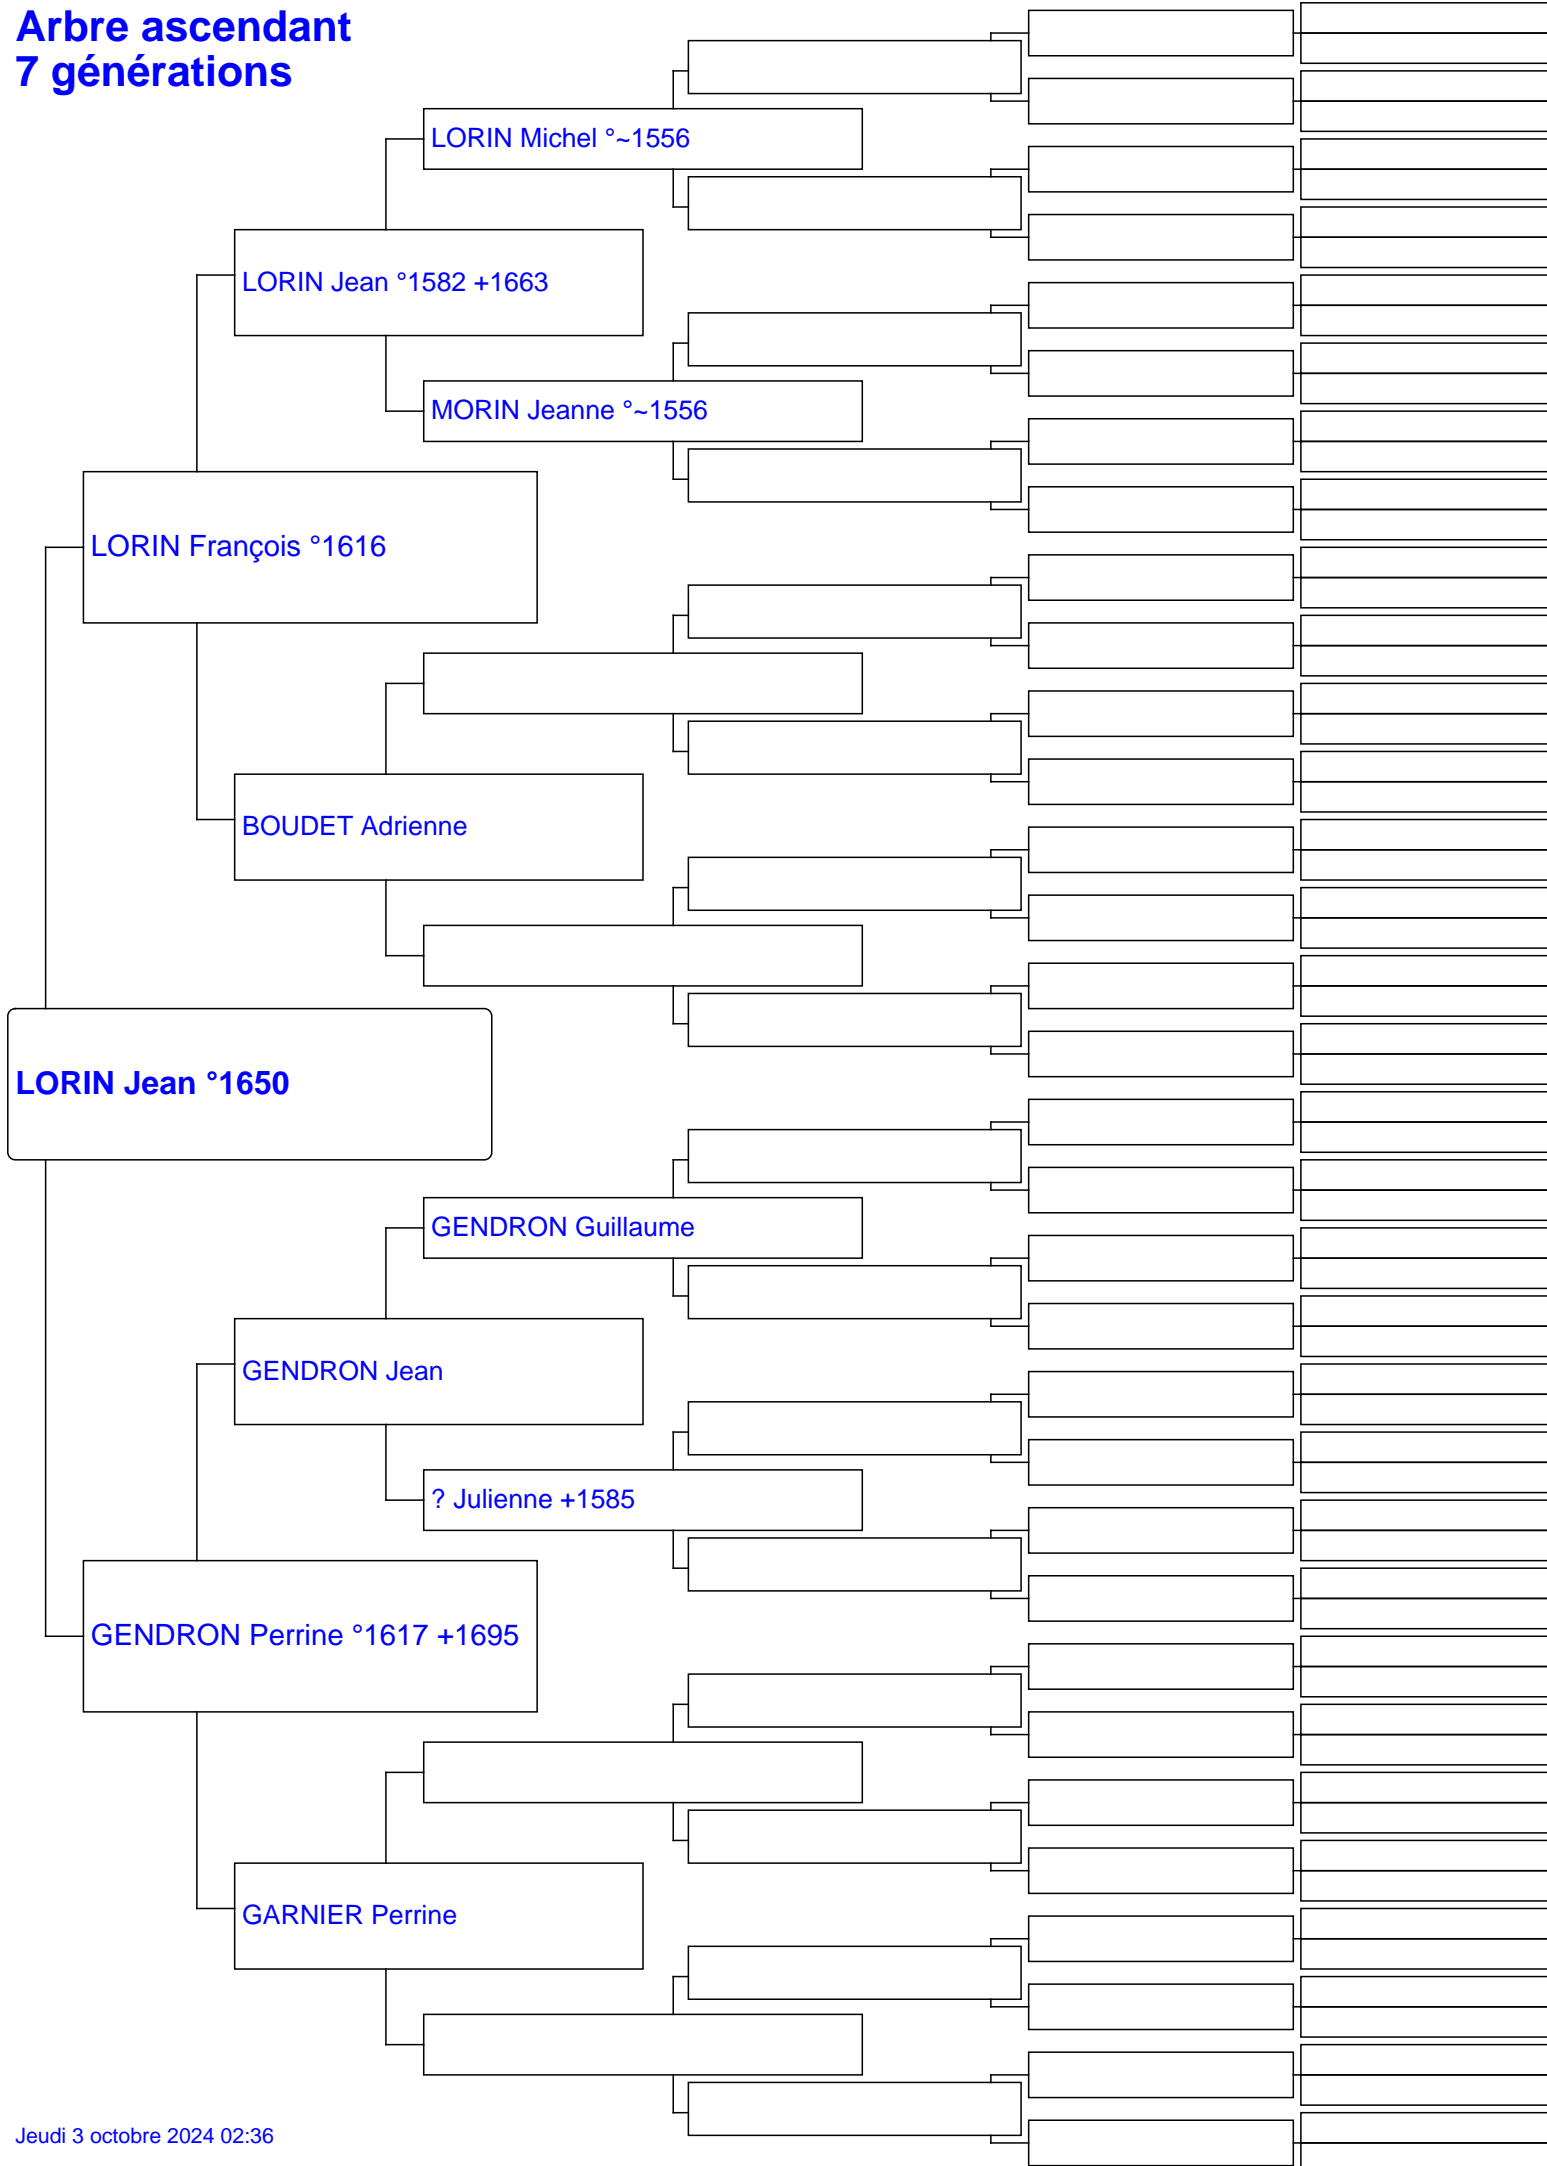 Arbre ascendant
7 générations
LORIN Michel °~1556
LORIN Jean °1582 +1663
MORIN Jeanne °~1556
LORIN François °1616
BOUDET Adrienne
LORIN Jean °1650
GENDRON Guillaume
GENDRON Jean
? Julienne +1585
GENDRON Perrine °1617 +1695
GARNIER Perrine
Jeudi 3 octobre 2024 02:36